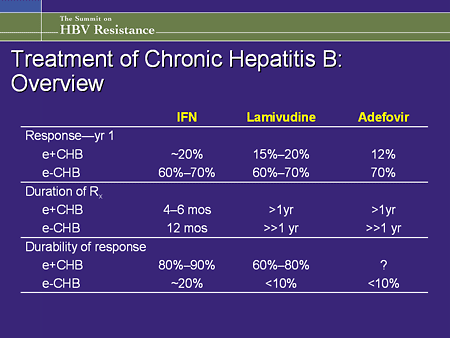 The Summit on
HBV Resistance
Treatment of Chronic Hepatitis B:
Overview
IFN Lamivudine Adefovir
Response—yr 1
e+CHB ~20% 15%–20% 12%
e-CHB 60%–70% 60%–70% 70%
Duration of Rx
e+CHB 4–6 mos >1yr >1yr
e-CHB 12 mos >>1 yr >>1 yr
Durability of response
e+CHB 80%–90% 60%–80% ?
e-CHB ~20% <10% <10%